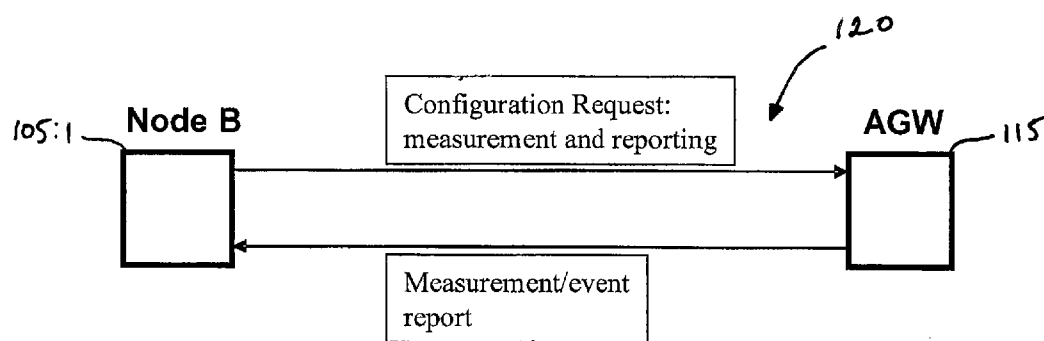 120
Configuration Request:
measurement and reporting
105:1
Node B
AGW
115
Measurement/event
report